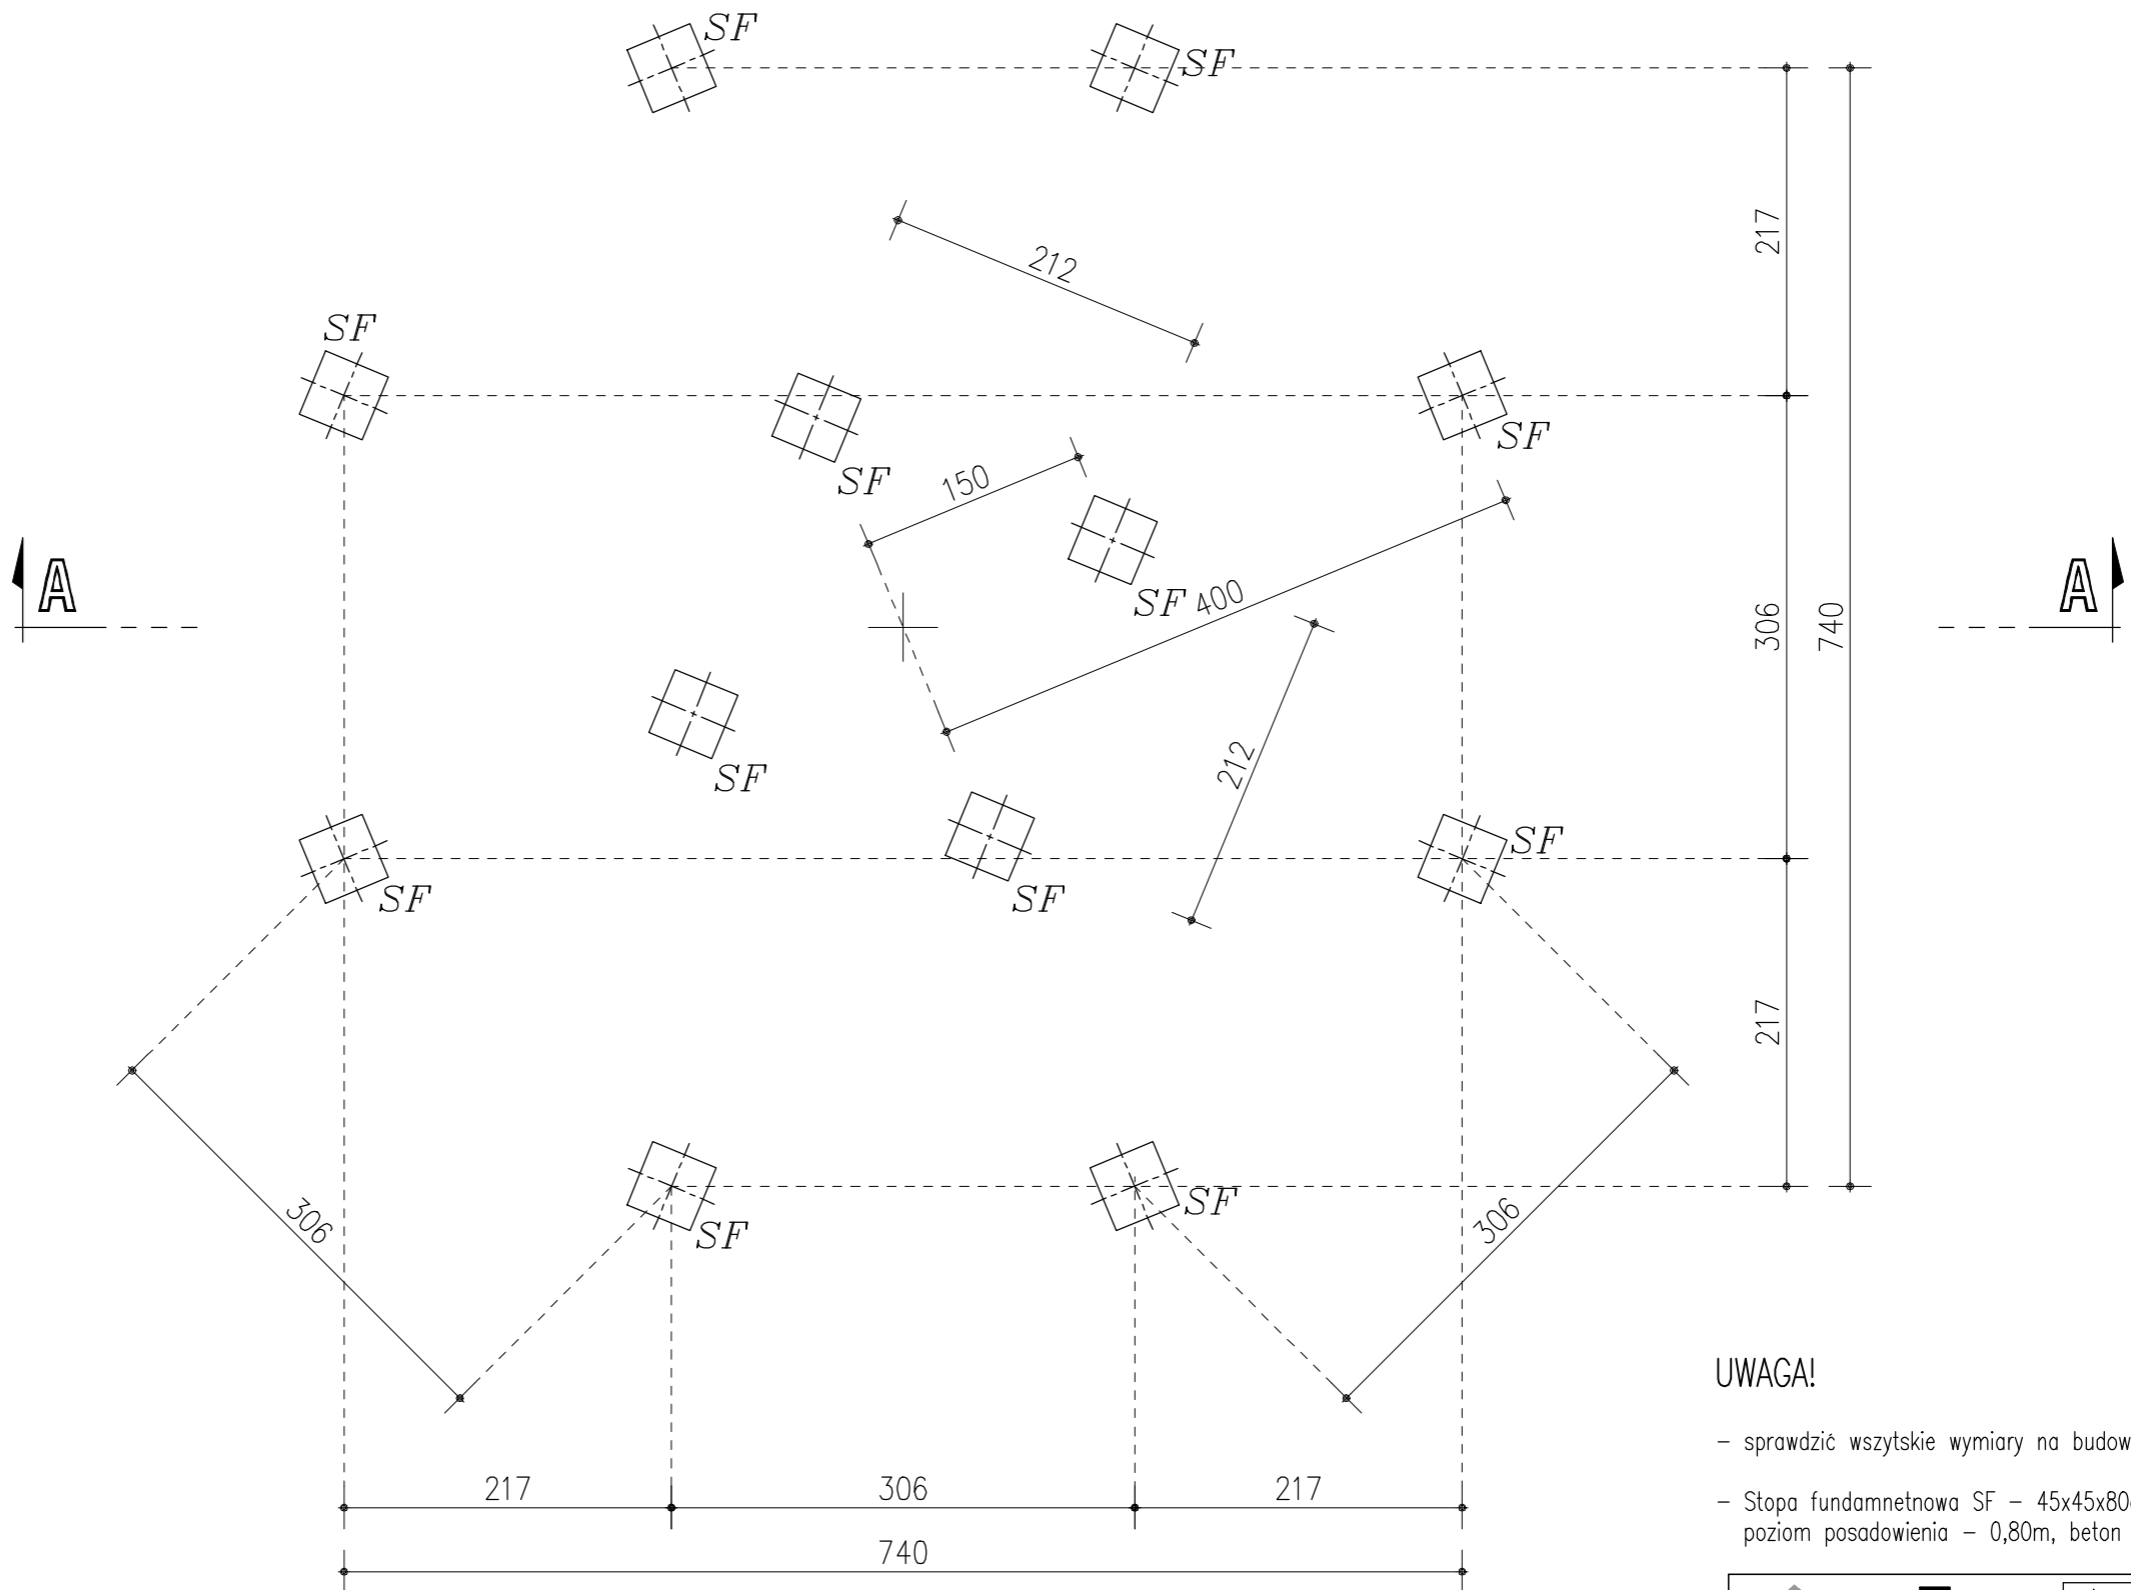 SF
SF
217
212
SF
SF
SF
150
A
SF
400
306
740
A
SF
212
SF
SF
SF
217
SF
SF
306
306
UWAGA!
– sprawdzić wszytskie wymiary na budow
217
306
217
– Stopa fundamnetnowa SF – 45x45x80
poziom posadowienia – 0,80m, beton
740